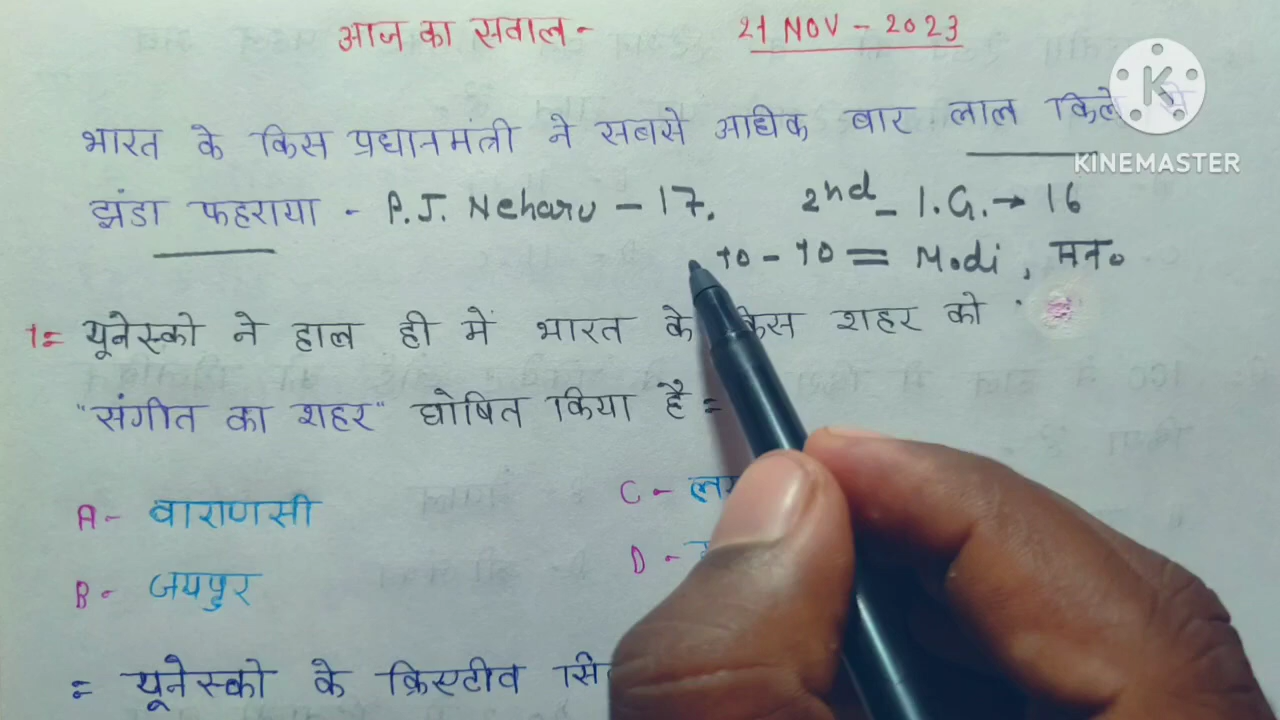 आज का सवाल - 21 NOV - 2023
भारत के किस प्रधानमंत्री ने सबसे अधिक बार लाल किले
KINEMASTER
झंडा फहराया - P.J. Neharu - 17. 2nd - I.G. → 16
10 - 10 = Modi, मन०
1= यूनेस्को ने हाल ही में भारत के किस शहर को
"संगीत का शहर" घोषित किया है =
A - वाराणसी C -
B - जयपुर D -
= यूनेस्को के क्रिएटीव